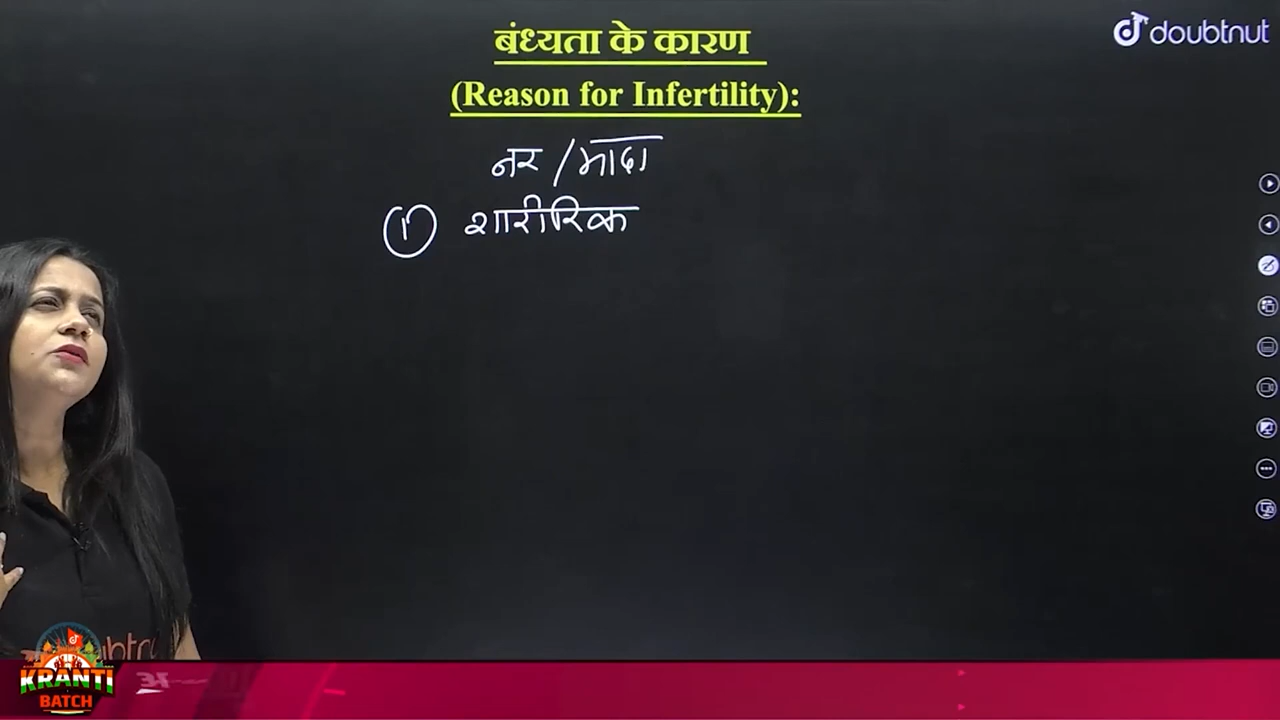 बंध्यता के कारण
doubtnut
(Reason for Infertility):
नर / मादा
① शारीरिक
KRANTI
BATCH